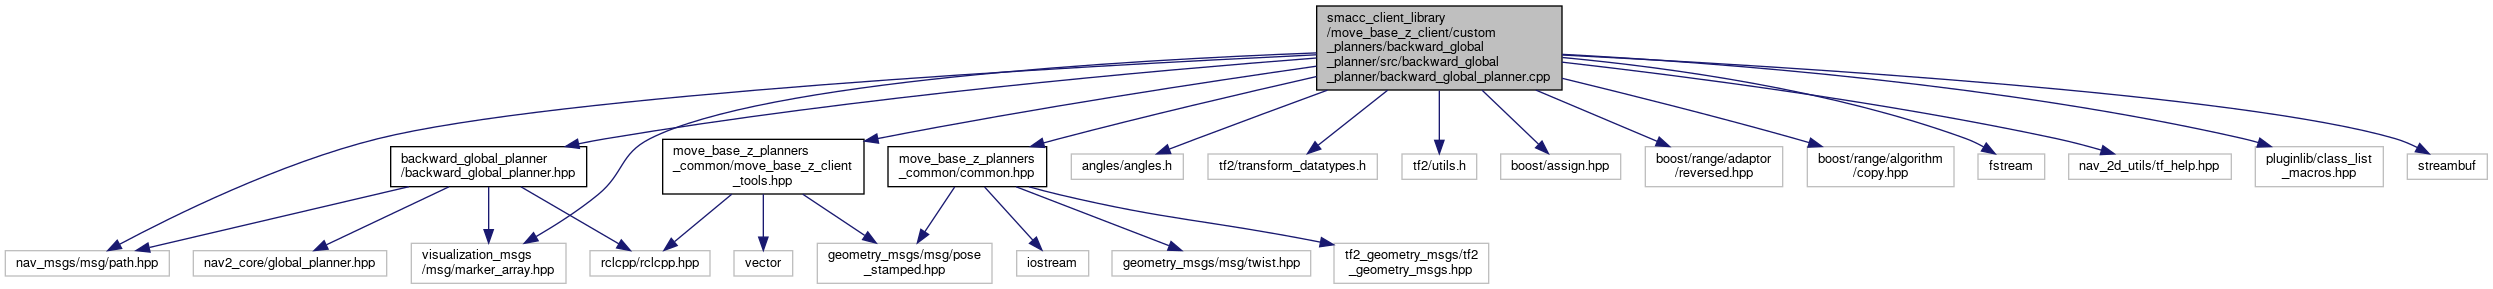 smacc_client_library
/move_base_z_client/custom
_planners/backward_global
_planner/src/backward_global
_planner/backward_global_planner.cpp
backward_global_planner
/backward_global_planner.hpp
move_base_z_planners
_common/move_base_z_client
_tools.hpp
move_base_z_planners
_common/common.hpp
angles/angles.h
tf2/transform_datatypes.h
tf2/utils.h
boost/assign.hpp
boost/range/adaptor
/reversed.hpp
boost/range/algorithm
/copy.hpp
fstream
nav_2d_utils/tf_help.hpp
pluginlib/class_list
_macros.hpp
streambuf
nav_msgs/msg/path.hpp
nav2_core/global_planner.hpp
visualization_msgs
/msg/marker_array.hpp
rclcpp/rclcpp.hpp
vector
geometry_msgs/msg/pose
_stamped.hpp
iostream
geometry_msgs/msg/twist.hpp
tf2_geometry_msgs/tf2
_geometry_msgs.hpp